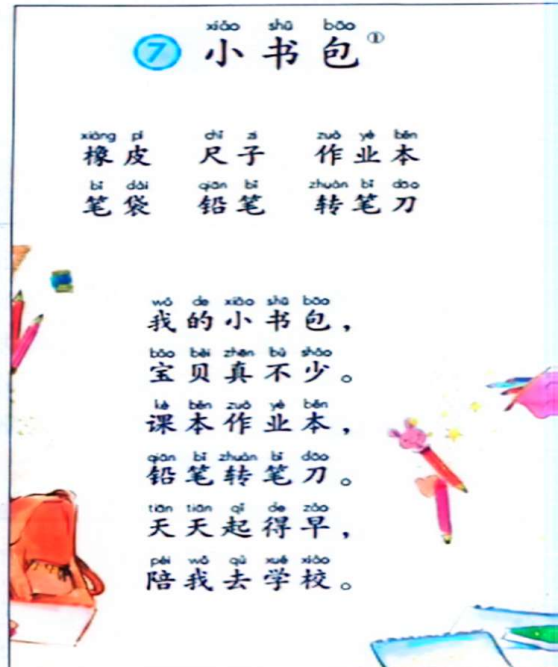 xiǎo shū bāo
7 小书包①
xiàng pí chǐ zi zuò yè běn
橡皮 尺子 作业本
bǐ dài qiān bǐ zhuàn bǐ dāo
笔袋 铅笔 转笔刀
wǒ de xiǎo shū bāo
我的小书包，
bǎo bèi zhēn bù shǎo
宝贝真不少。
kè běn zuò yè běn
课本作业本，
qiān bǐ zhuàn bǐ dāo
铅笔转笔刀。
tiān tiān qǐ de zǎo
天天起得早，
péi wǒ qù xué xiào
陪我去学校。